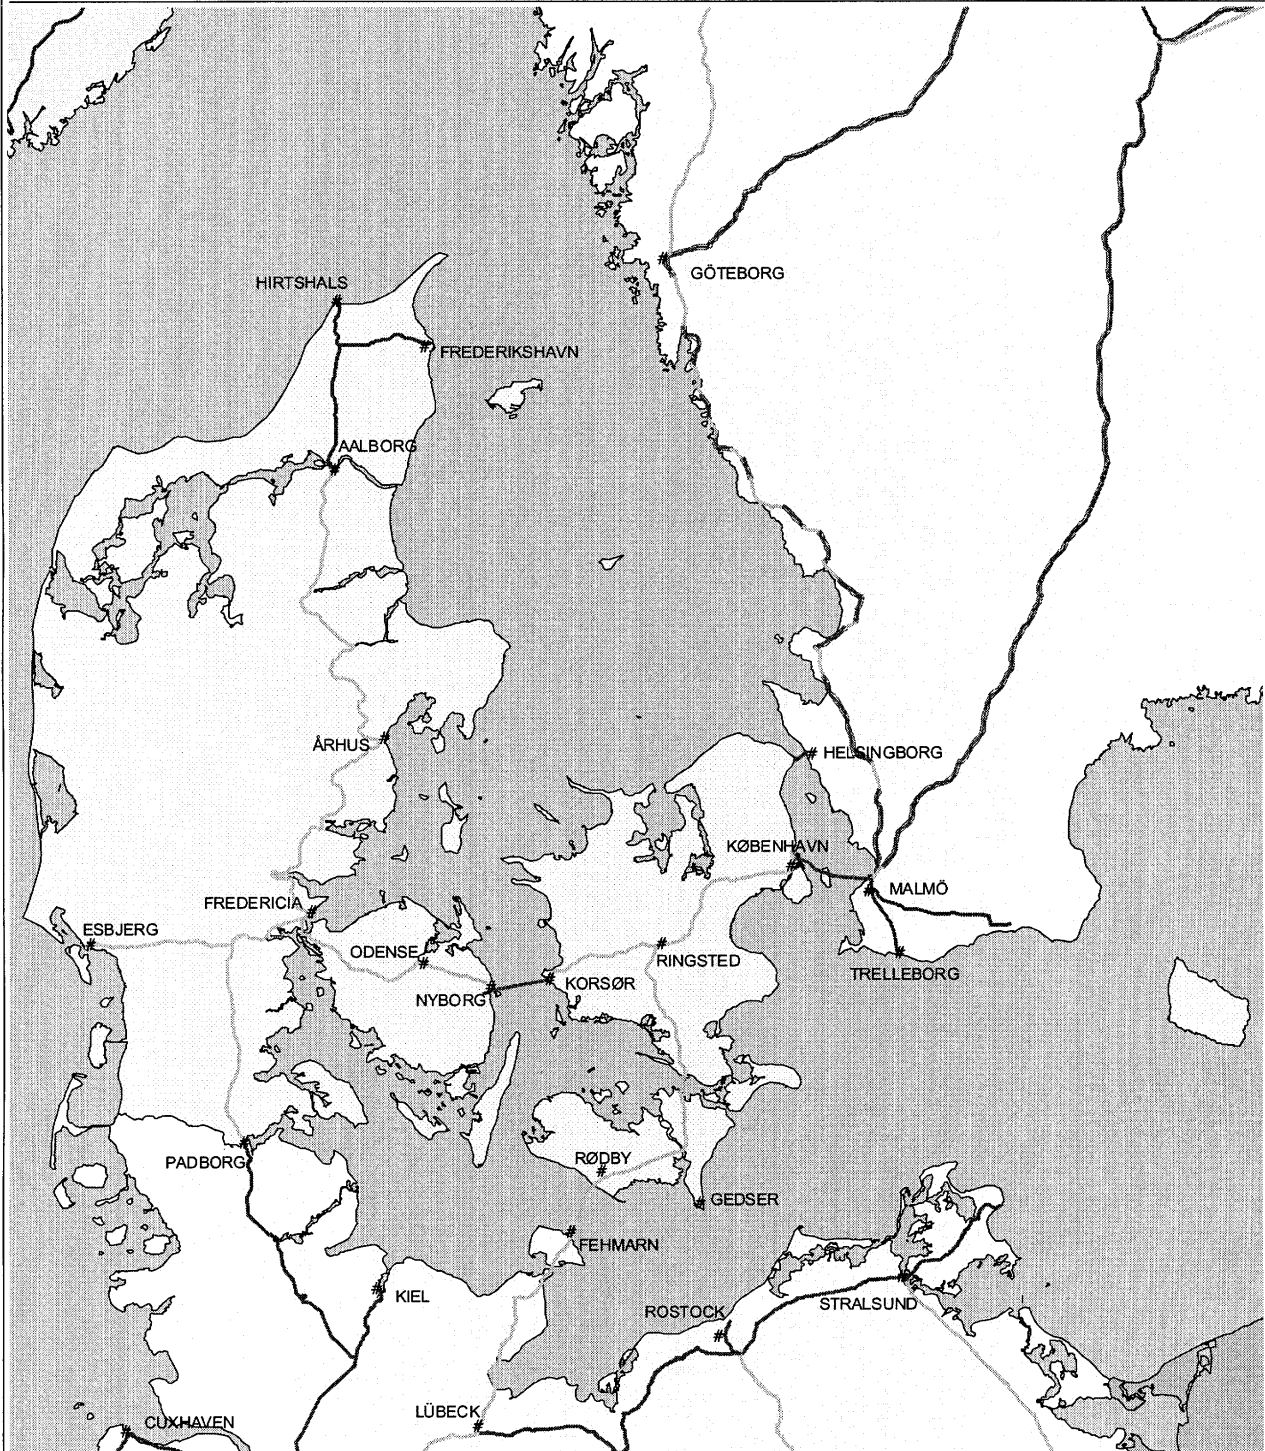 GÖTEBORG
HIRTSHALS
FREDERIKSHAVN
AALBORG
ÅRHUS
HELSINGBORG
KØBENHAVN
MALMÖ
FREDERICIA
ESBJERG
ODENSE
RINGSTED
TRELLEBORG
KORSØR
NYBORG
PADBORG
RØDBY
GEDSER
FEHMARN
KIEL
STRALSUND
ROSTOCK
LÜBECK
CUXHAVEN